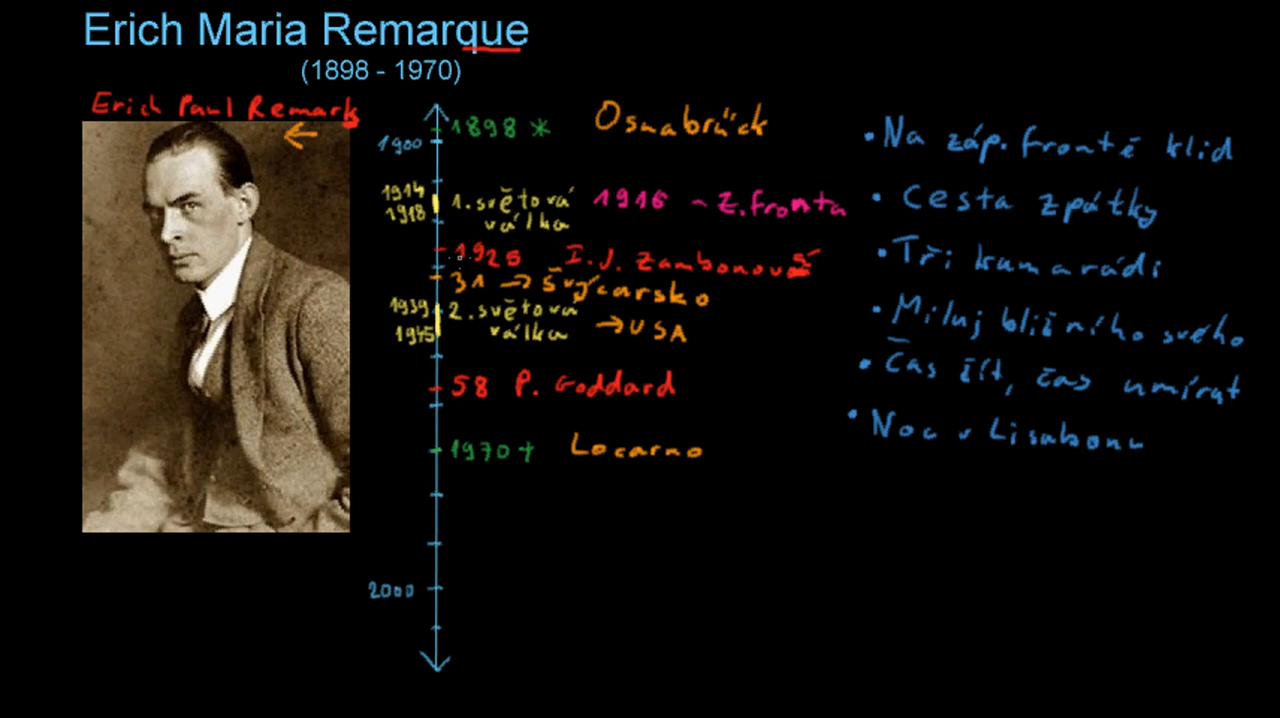 Erich Maria Remarque
(1898 - 1970)
Erich Paul Remark
1898 * Osnabrück
1900
1914
1918
1. světová
válka
1916 - Z. fronta
1925 I. J. Zambonová
31 → Švýcarsko
1939
1945
2. světová
válka
→ USA
58 P. Goddard
1970 + Locarno
2000
• Na záp. frontě klid
• Cesta zpátky
• Tři kamarádi
• Miluj bližního svého
• Čas žít, čas umírat
• Noc v Lisabonu